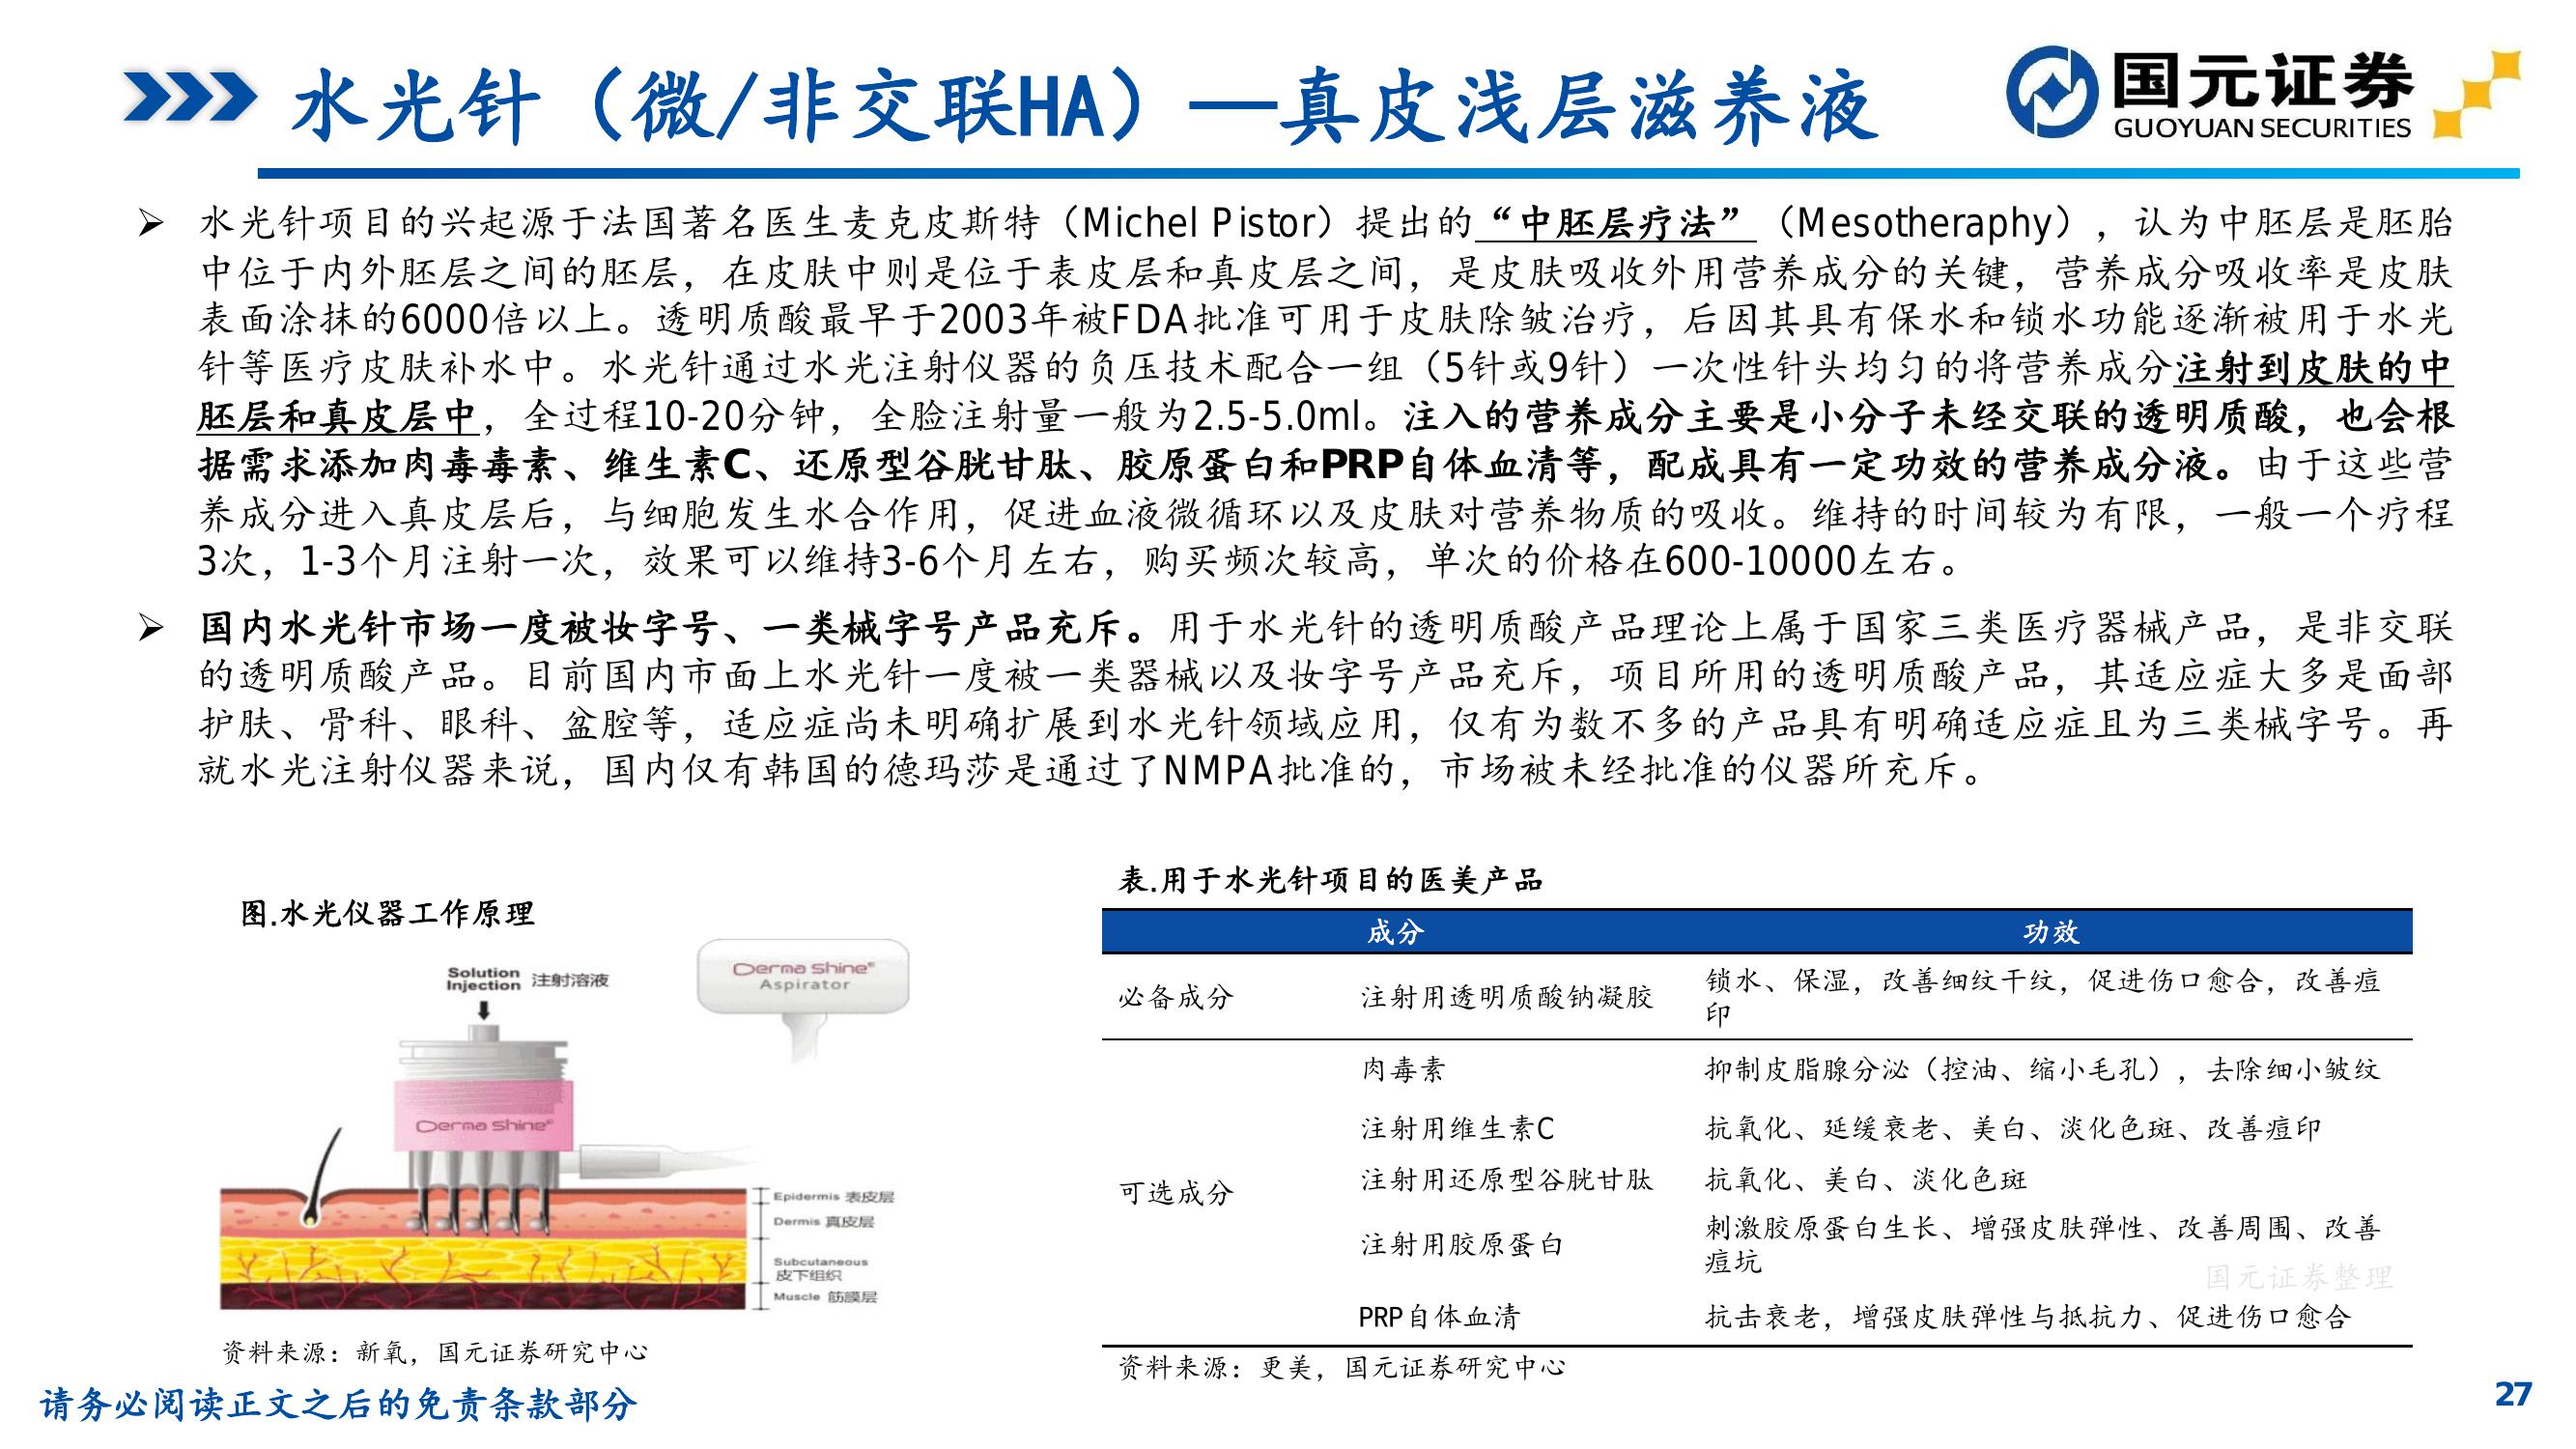 水光针（微/非交联HA）—真皮浅层滋养液
国元证券
GUOYUAN SECURITIES
➢ 水光针项目的兴起源于法国著名医生麦克皮斯特（Michel Pistor）提出的“中胚层疗法”（Mesotheraphy），认为中胚层是胚胎
中位于内外胚层之间的胚层，在皮肤中则是位于表皮层和真皮层之间，是皮肤吸收外用营养成分的关键，营养成分吸收率是皮肤
表面涂抹的6000倍以上。透明质酸最早于2003年被FDA批准可用于皮肤除皱治疗，后因其具有保水和锁水功能逐渐被用于水光
针等医疗皮肤补水中。水光针通过水光注射仪器的负压技术配合一组（5针或9针）一次性针头均匀的将营养成分注射到皮肤的中
胚层和真皮层中，全过程10-20分钟，全脸注射量一般为2.5-5.0ml。注入的营养成分主要是小分子未经交联的透明质酸，也会根
据需求添加肉毒毒素、维生素C、还原型谷胱甘肽、胶原蛋白和PRP自体血清等，配成具有一定功效的营养成分液。由于这些营
养成分进入真皮层后，与细胞发生水合作用，促进血液微循环以及皮肤对营养物质的吸收。维持的时间较为有限，一般一个疗程
3次，1-3个月注射一次，效果可以维持3-6个月左右，购买频次较高，单次的价格在600-10000左右。
➢ 国内水光针市场一度被妆字号、一类械字号产品充斥。用于水光针的透明质酸产品理论上属于国家三类医疗器械产品，是非交联
的透明质酸产品。目前国内市面上水光针一度被一类器械以及妆字号产品充斥，项目所用的透明质酸产品，其适应症大多是面部
护肤、骨科、眼科、盆腔等，适应症尚未明确扩展到水光针领域应用，仅有为数不多的产品具有明确适应症且为三类械字号。再
就水光注射仪器来说，国内仅有韩国的德玛莎是通过了NMPA批准的，市场被未经批准的仪器所充斥。
图.水光仪器工作原理
Solution
Injection 注射溶液
Derma Shine®
Aspirator
Derma Shine®
Epidermis 表皮层
Dermis 真皮层
Subcutaneous
皮下组织
Muscle 筋膜层
资料来源：新氧，国元证券研究中心
表.用于水光针项目的医美产品
成分 功效
必备成分 注射用透明质酸钠凝胶 锁水、保湿，改善细纹干纹，促进伤口愈合，改善痘
印
可选成分
肉毒素 抑制皮脂腺分泌（控油、缩小毛孔），去除细小皱纹
注射用维生素C 抗氧化、延缓衰老、美白、淡化色斑、改善痘印
注射用还原型谷胱甘肽 抗氧化、美白、淡化色斑
注射用胶原蛋白 刺激胶原蛋白生长、增强皮肤弹性、改善周围、改善
痘坑
国元证券整理
PRP自体血清 抗击衰老，增强皮肤弹性与抵抗力、促进伤口愈合
资料来源：更美，国元证券研究中心
请务必阅读正文之后的免责条款部分
27